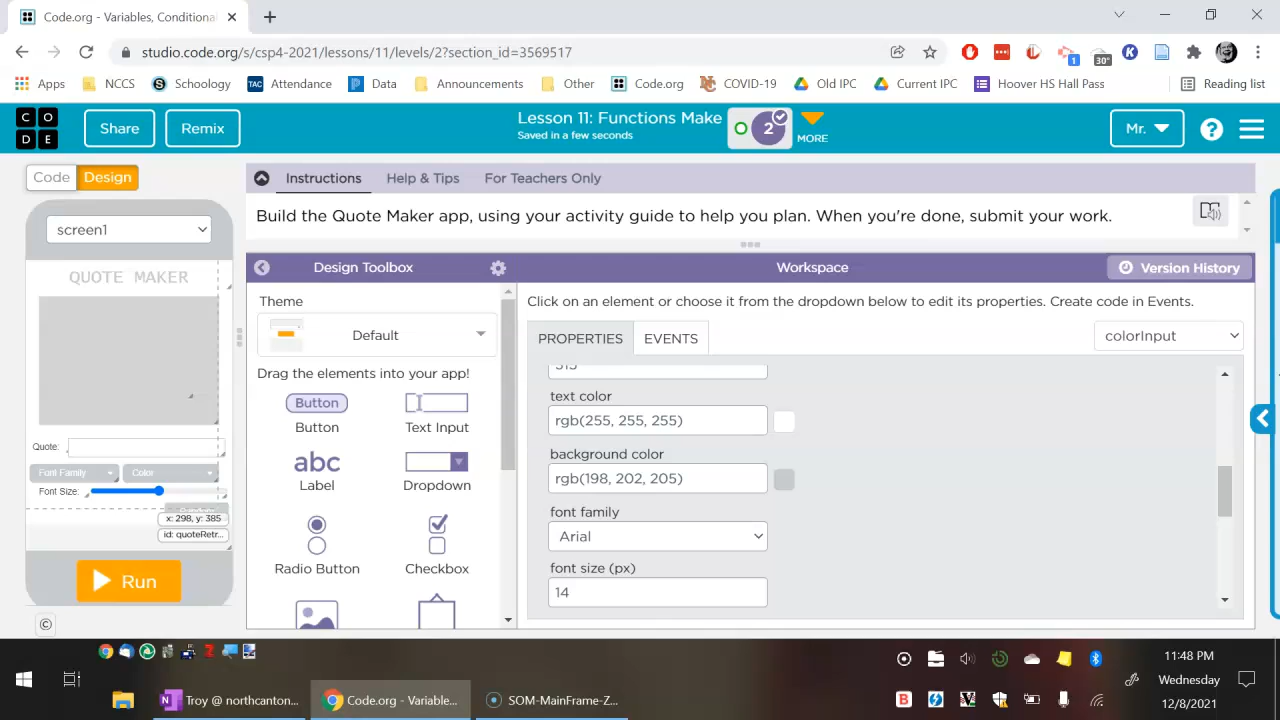 Code.org - Variables, Conditional
studio.code.org/s/csp4-2021/lessons/11/levels/2?section_id=3569517
1
30°
Apps
NCCS
Schoology
TAC
Attendance
Data
Announcements
Other
Code.org
COVID-19
Old IPC
Current IPC
Hoover HS Hall Pass
Reading list
C O
D E
Share
Remix
Lesson 11: Functions Make
Saved in a few seconds
2
MORE
Mr.
?
Code
Design
Instructions
Help & Tips
For Teachers Only
Build the Quote Maker app, using your activity guide to help you plan. When you're done, submit your work.
screen1
Design Toolbox
Workspace
Version History
QUOTE MAKER
Theme
Default
Click on an element or choose it from the dropdown below to edit its properties. Create code in Events.
PROPERTIES
EVENTS
colorInput
Drag the elements into your app!
Button
Button
Text Input
abc
Label
Dropdown
Radio Button
Checkbox
315
text color
rgb(255, 255, 255)
background color
rgb(198, 202, 205)
font family
Arial
font size (px)
14
Quote:
Font Family
Color
Font Size:
x: 298, y: 385
id: quoteRetr...
Run
©
11:48 PM
Wednesday
12/8/2021
Troy @ northcanton...
Code.org - Variable...
SOM-MainFrame-Z...